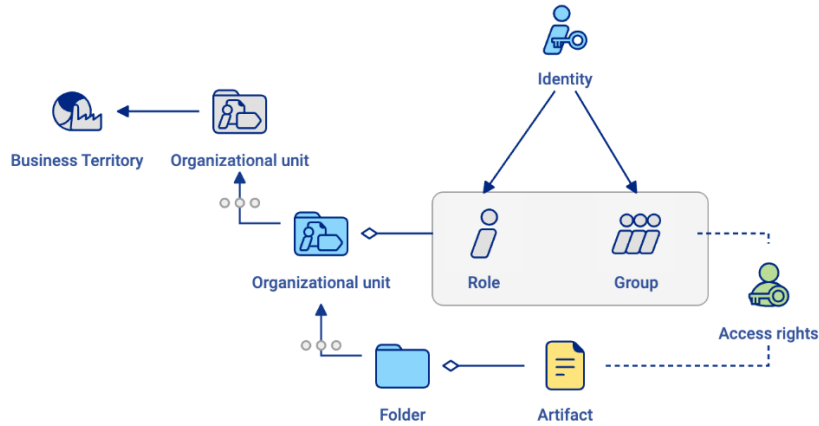 Identity
Business Territory
Organizational unit
Organizational unit
Role
Group
Access rights
Folder
Artifact